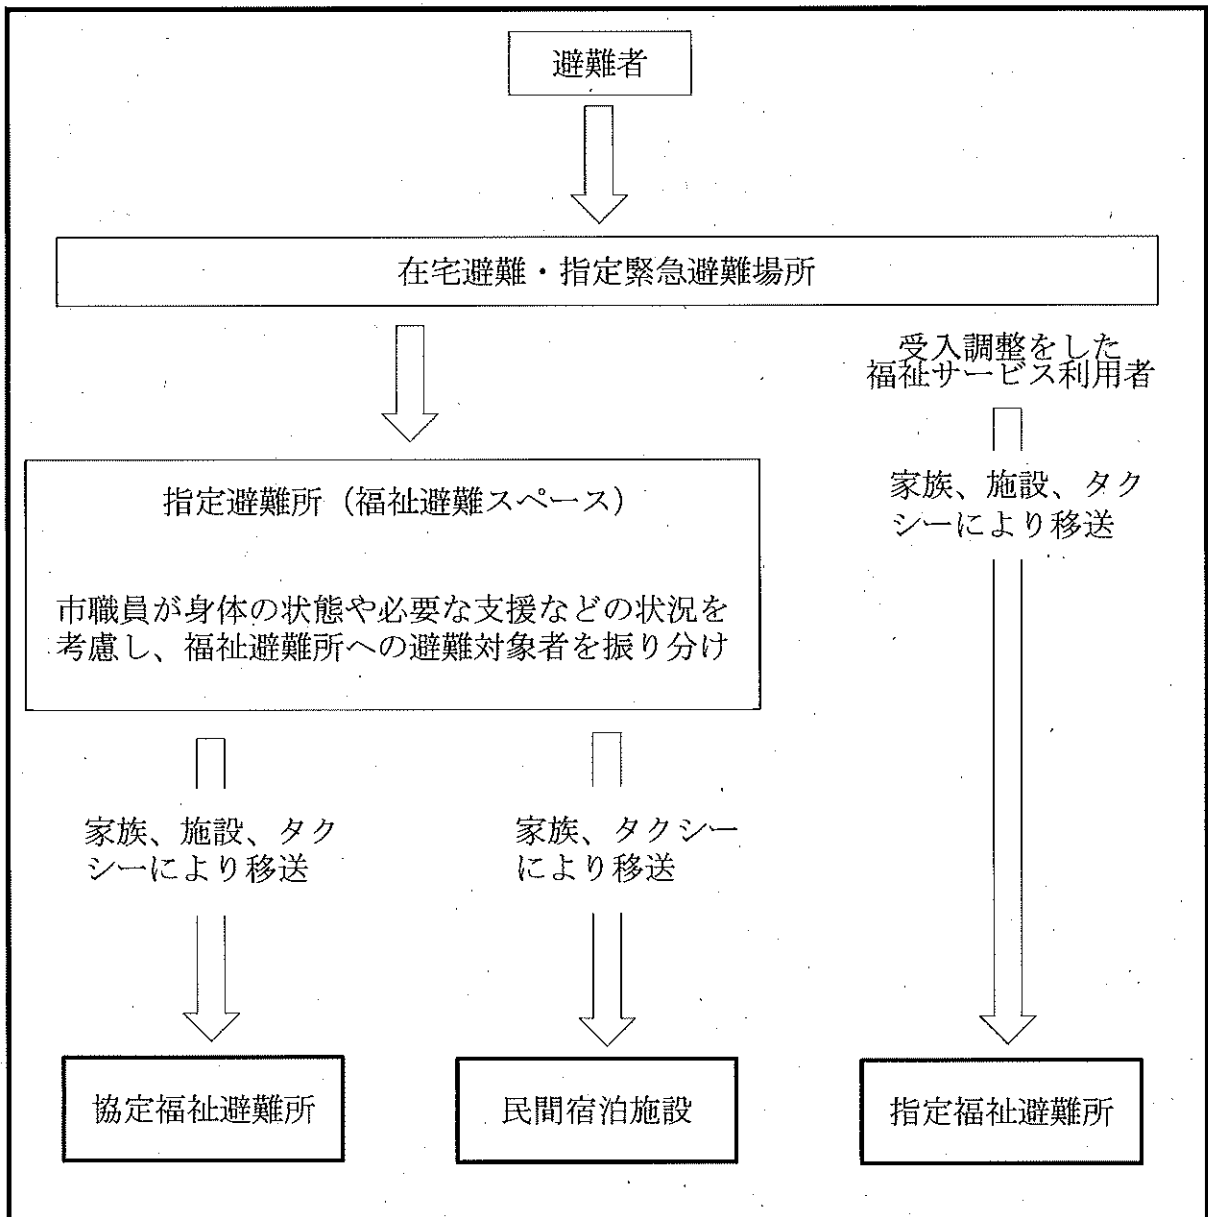 避難者
在宅避難・指定緊急避難場所
受入調整をした
福祉サービス利用者
家族、施設、タク
シーにより移送
指定避難所（福祉避難スペース）
市職員が身体の状態や必要な支援などの状況を
考慮し、福祉避難所への避難対象者を振り分け
家族、施設、タク
シーにより移送
家族、タクシー
により移送
協定福祉避難所
民間宿泊施設
指定福祉避難所